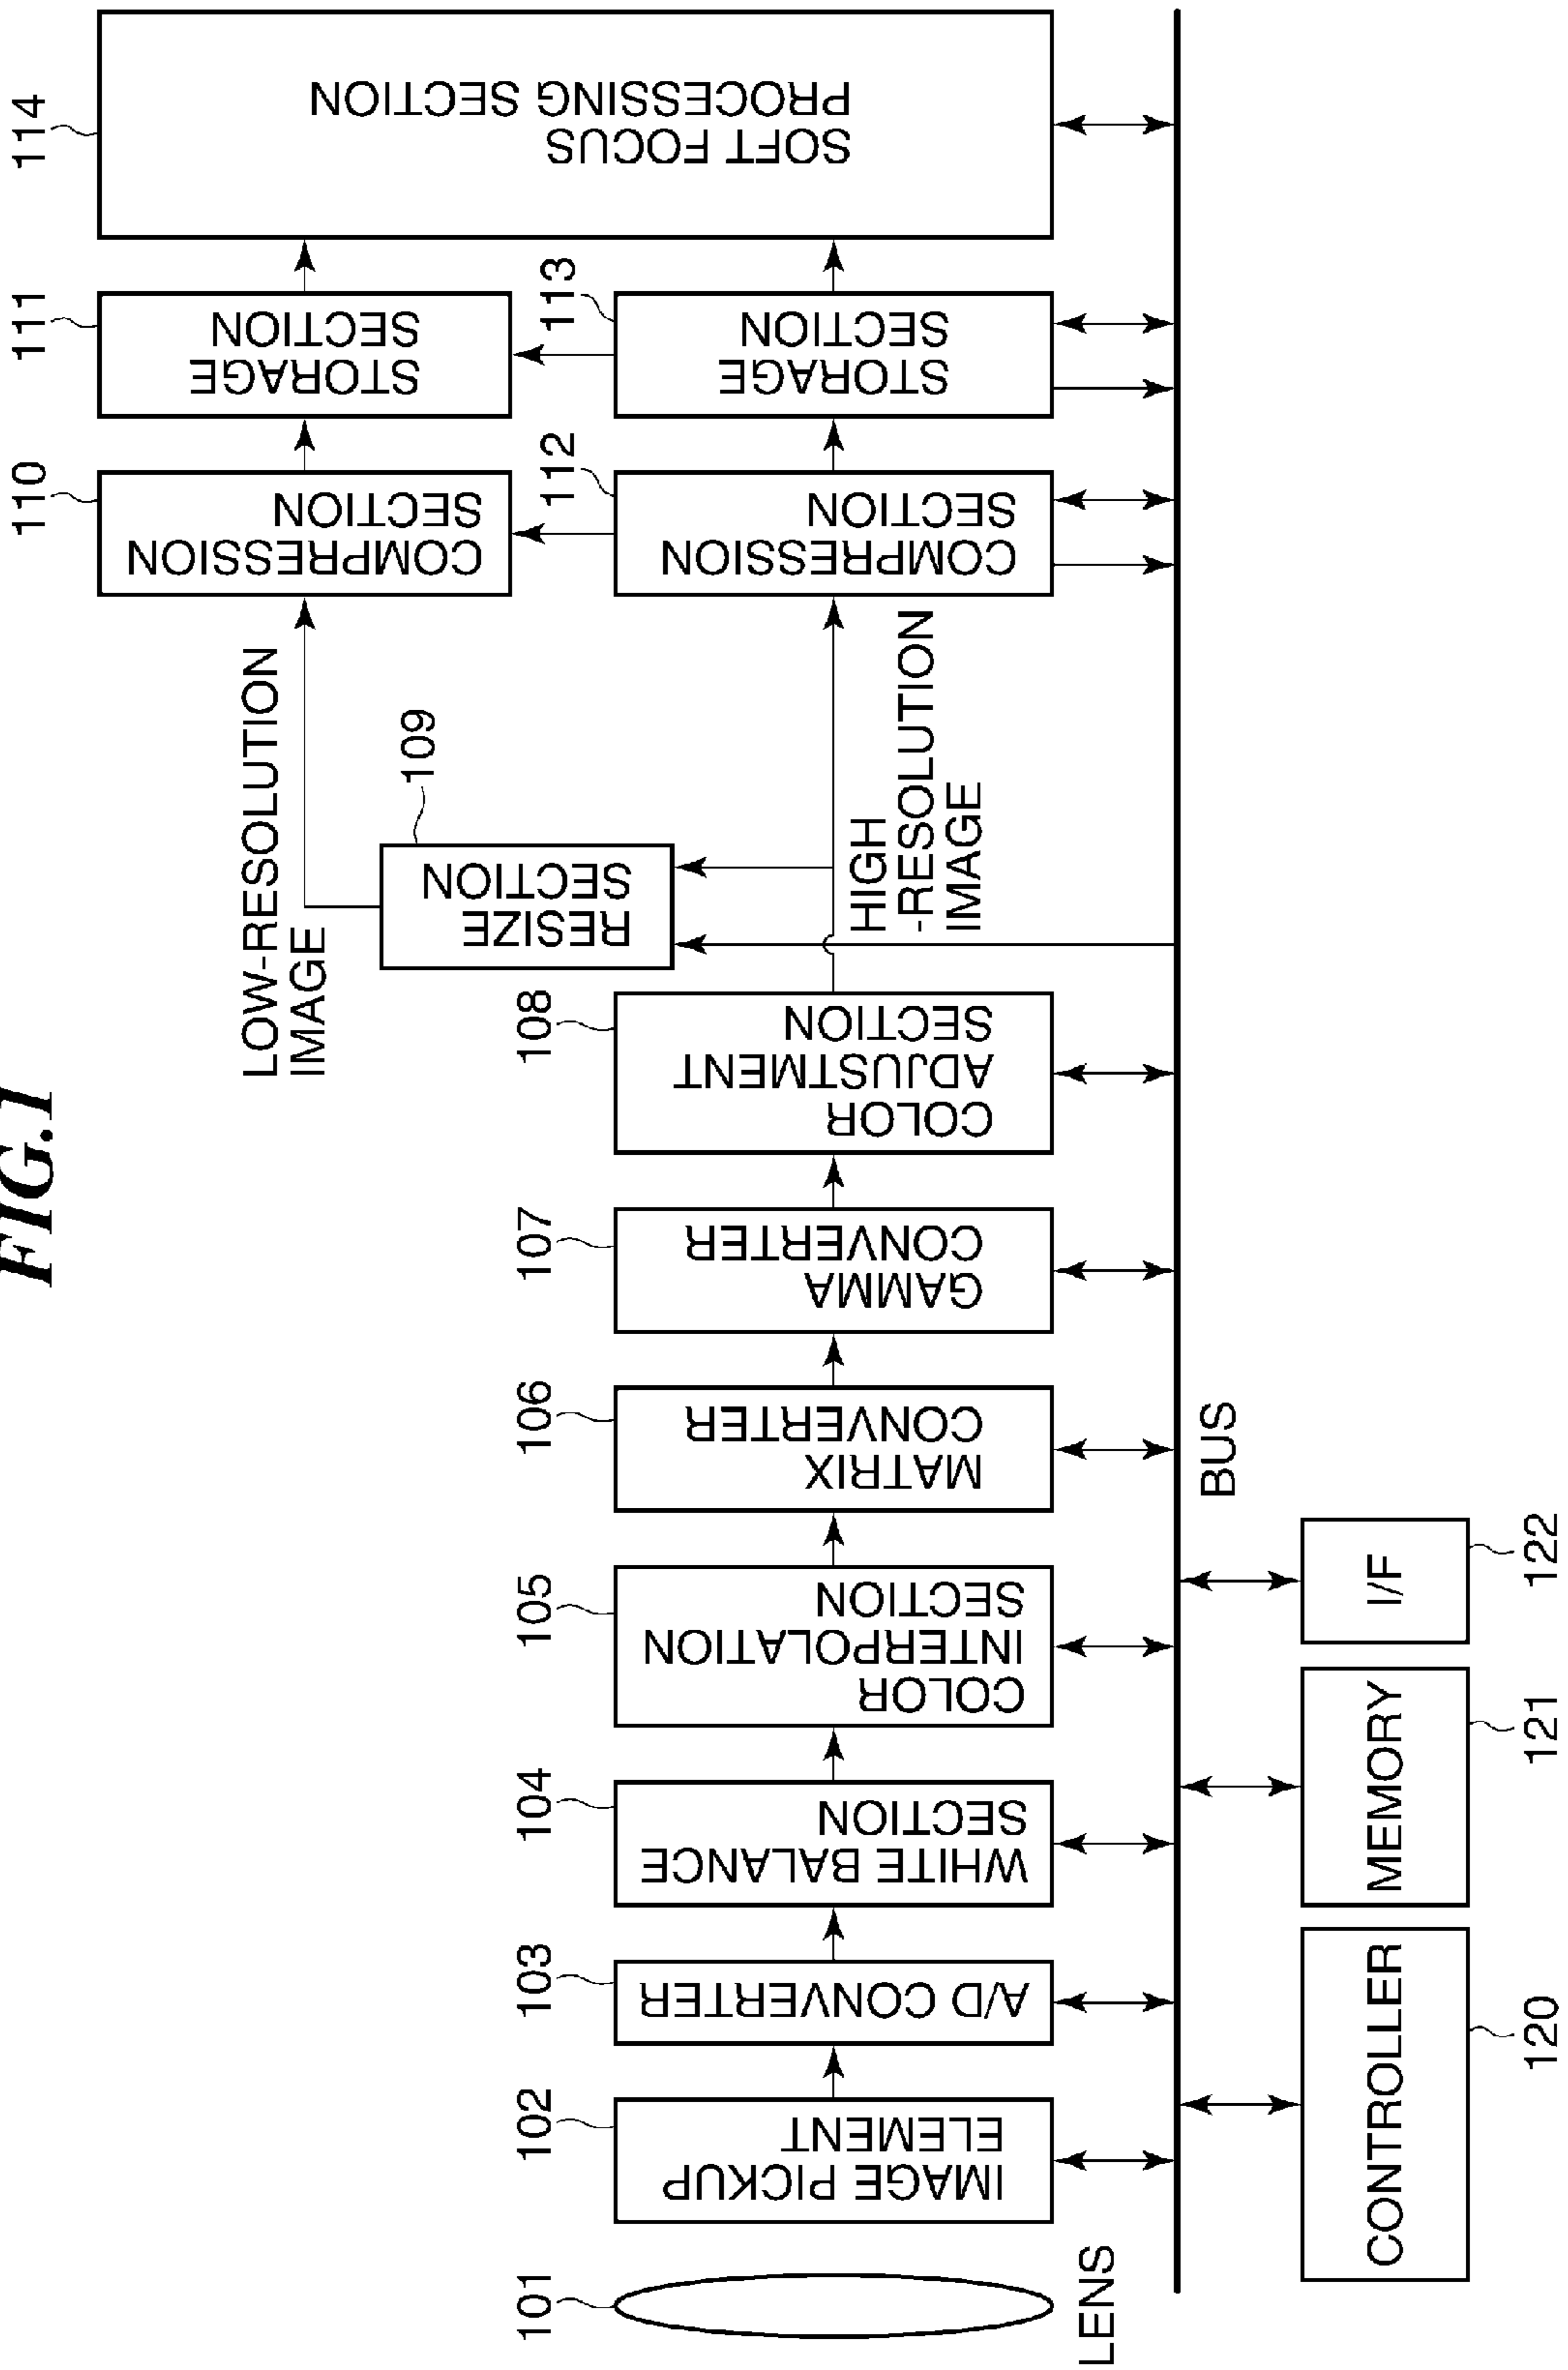 FIG.1
101
LENS
102
IMAGE PICKUP
ELEMENT
103
A/D CONVERTER
104
WHITE BALANCE
SECTION
105
COLOR
INTERPOLATION
SECTION
106
MATRIX
CONVERTER
107
GAMMA
CONVERTER
108
COLOR
ADJUSTMENT
SECTION
109
RESIZE
SECTION
LOW-RESOLUTION
IMAGE
HIGH
-RESOLUTION
IMAGE
110
COMPRESSION
SECTION
111
STORAGE
SECTION
112
COMPRESSION
SECTION
113
STORAGE
SECTION
114
SOFT FOCUS
PROCESSING SECTION
BUS
CONTROLLER
120
MEMORY
121
I/F
122